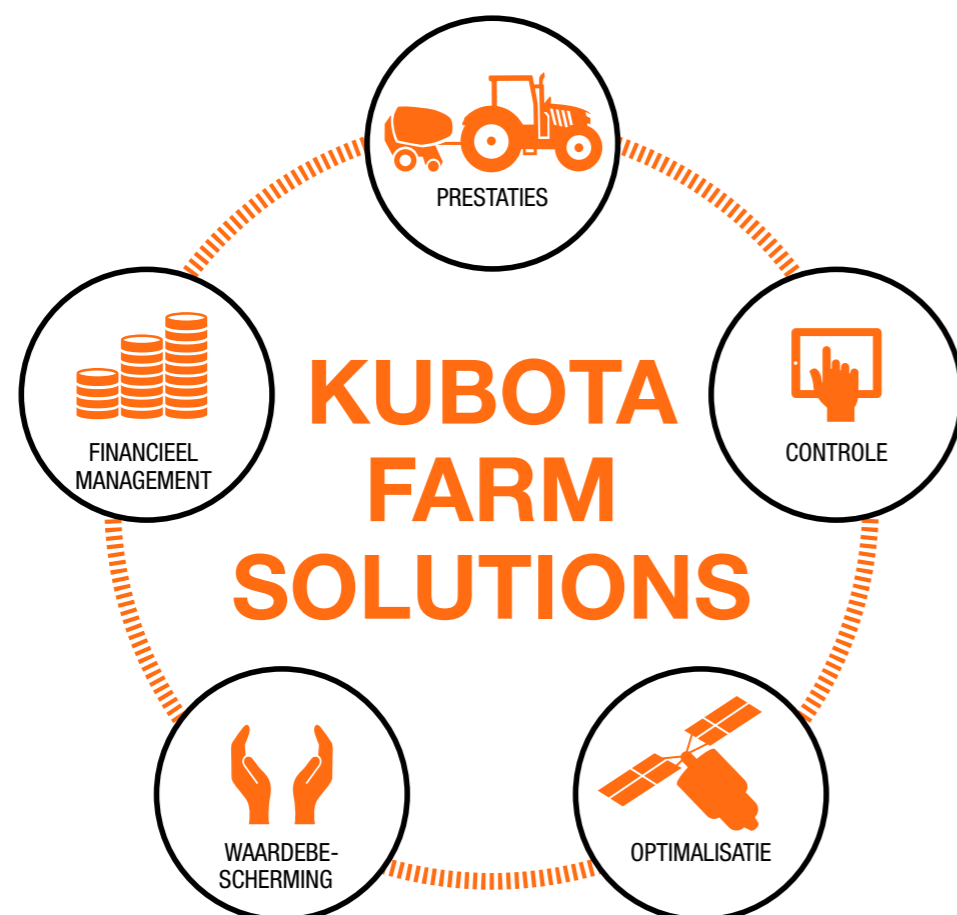 PRESTATIES
FINANCIEEL
MANAGEMENT
KUBOTA
FARM
SOLUTIONS
CONTROLE
WAARDEBE-
SCHERMING
OPTIMALISATIE